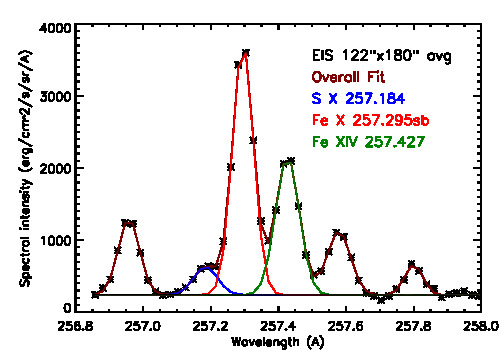 4000
3000
2000
1000
0
Spectral intensity (erg/cm^2/s/sr/A)
EIS 122"x180" avg
Overall Fit
S X 257.184
Fe X 257.295sb
Fe XIV 257.427
256.8 257.0 257.2 257.4 257.6 257.8 258.0
Wavelength (A)